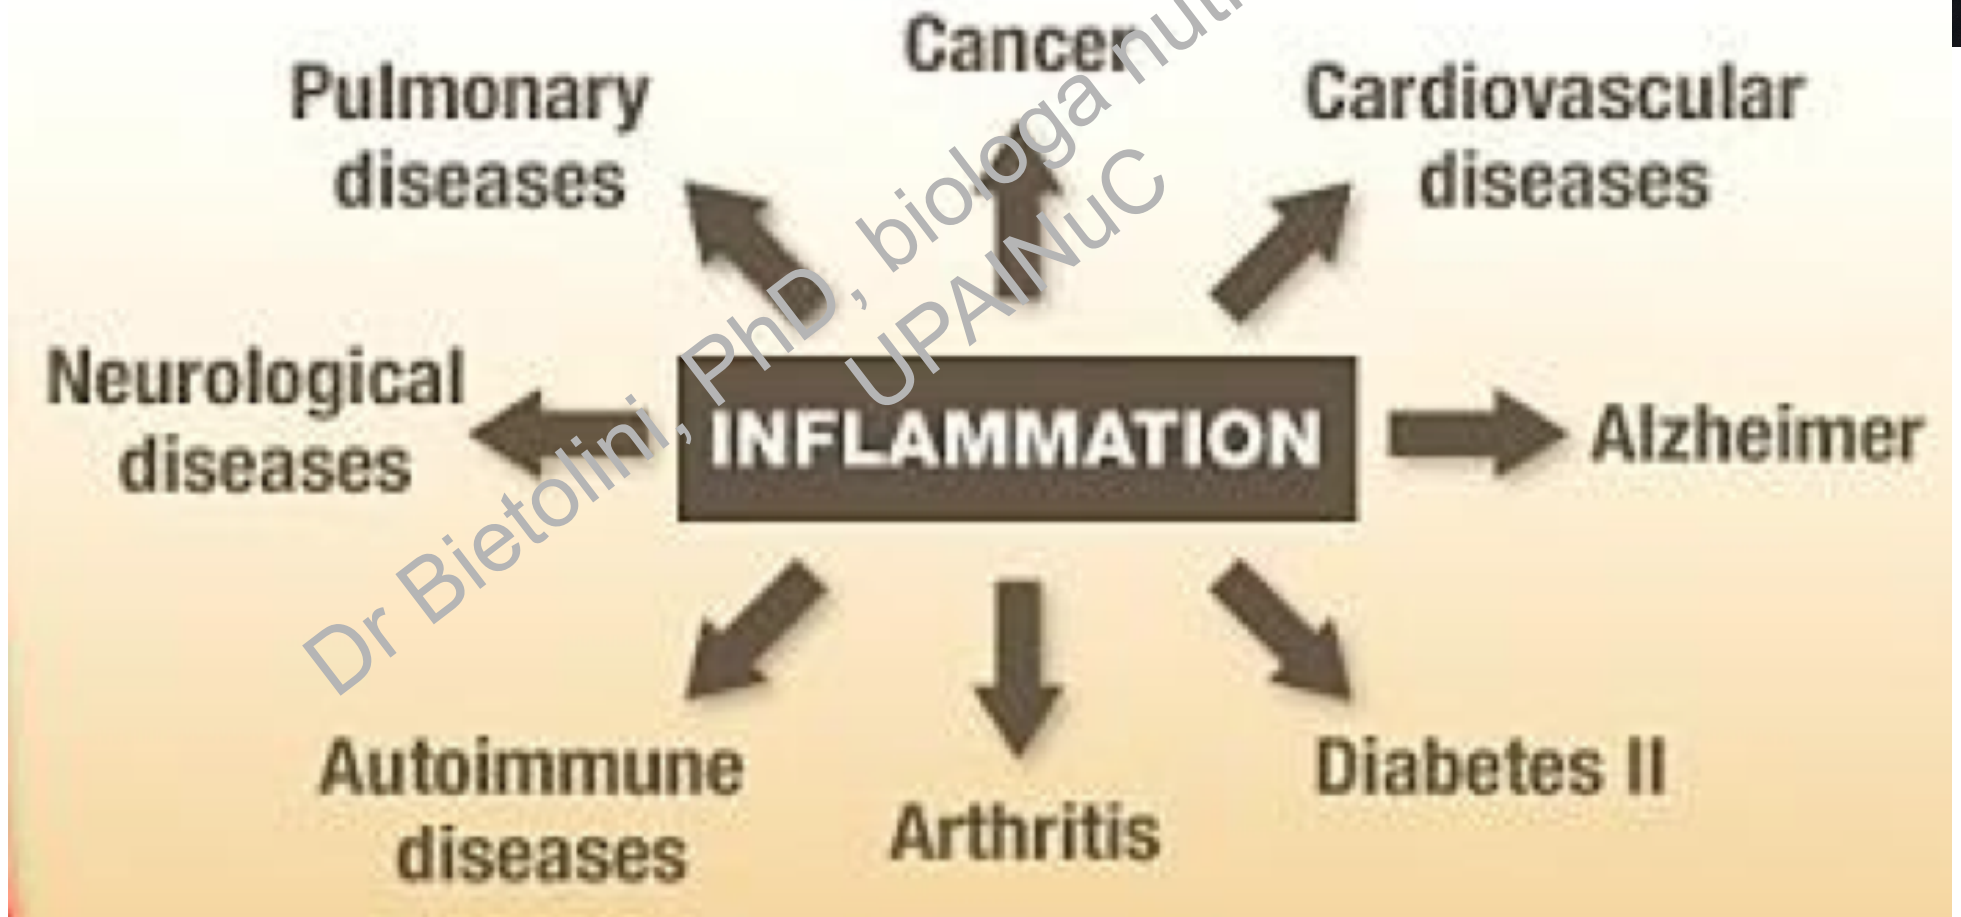 Cancer
Pulmonary
diseases
Cardiovascular
diseases
Neurological
diseases
INFLAMMATION
Alzheimer
Autoimmune
diseases
Arthritis
Diabetes II
Dr Bietolini, PhD, biologa
UPAINuC